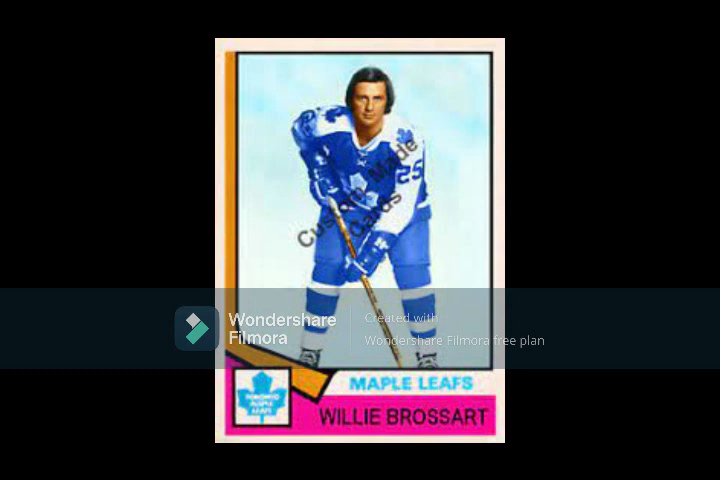 25
Custom Made
Cards
Wondershare
Filmora
Created with
Wondershare Filmora free plan
MAPLE LEAFS
TORONTO
MAPLE
LEAFS
WILLIE BROSSART